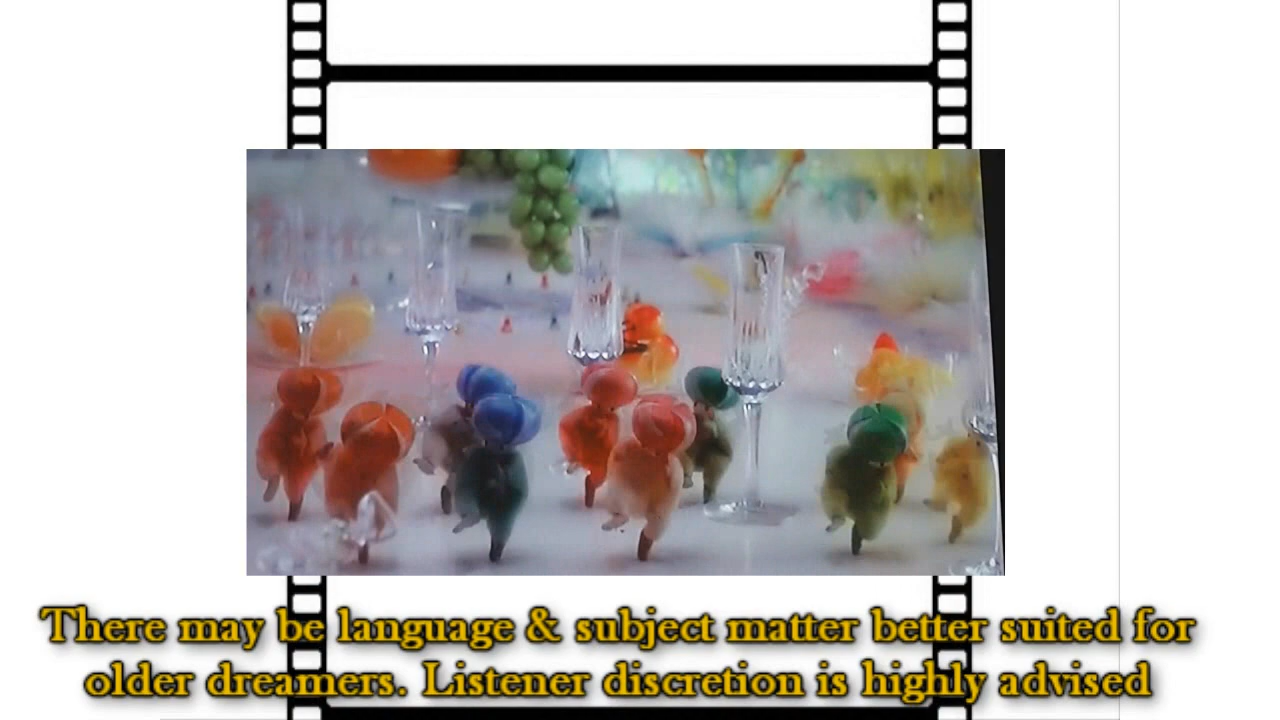 There may be language & subject matter better suited for
older dreamers. Listener discretion is highly advised